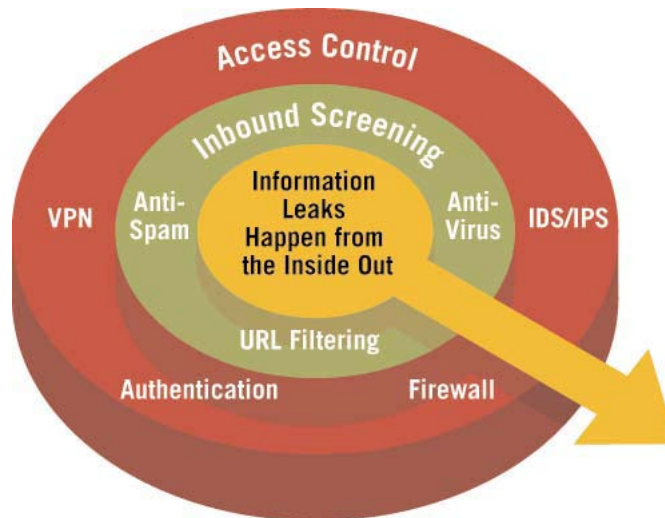 Access Control
Inbound Screening
Information
Leaks
Happen from
the Inside Out
VPN
Anti-
Spam
Anti-
Virus
IDS/IPS
URL Filtering
Authentication
Firewall